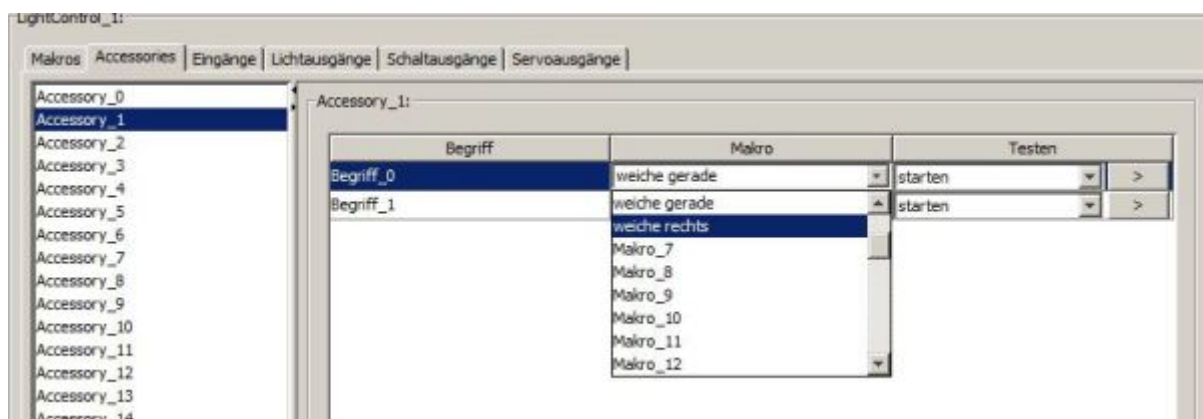 LightControl_1:
Makros Accessories Eingänge Lichtausgänge Schaltausgänge Servoausgänge
Accessory_0
Accessory_1
Accessory_2
Accessory_3
Accessory_4
Accessory_5
Accessory_6
Accessory_7
Accessory_8
Accessory_9
Accessory_10
Accessory_11
Accessory_12
Accessory_13
Accessory_14
Accessory_1:
Begriff Makro Testen
Begriff_0 weiche gerade starten >
Begriff_1 weiche gerade starten >
weiche rechts
Makro_7
Makro_8
Makro_9
Makro_10
Makro_11
Makro_12